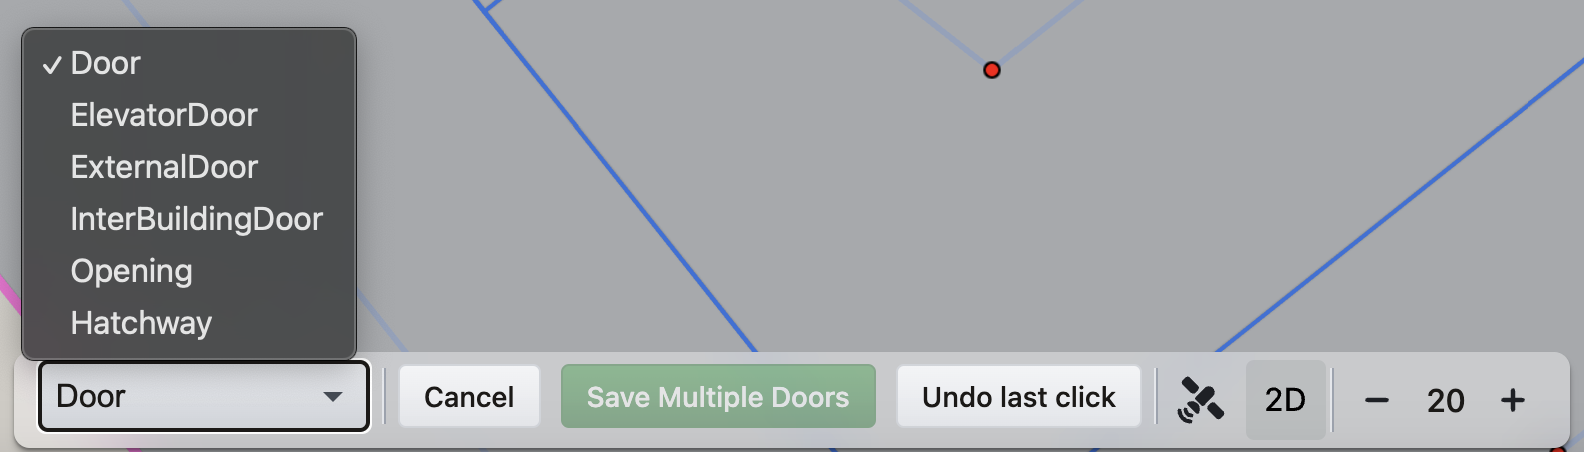 ✓ Door
ElevatorDoor
ExternalDoor
InterBuildingDoor
Opening
Hatchway
Door Cancel Save Multiple Doors Undo last click 2D − 20 +